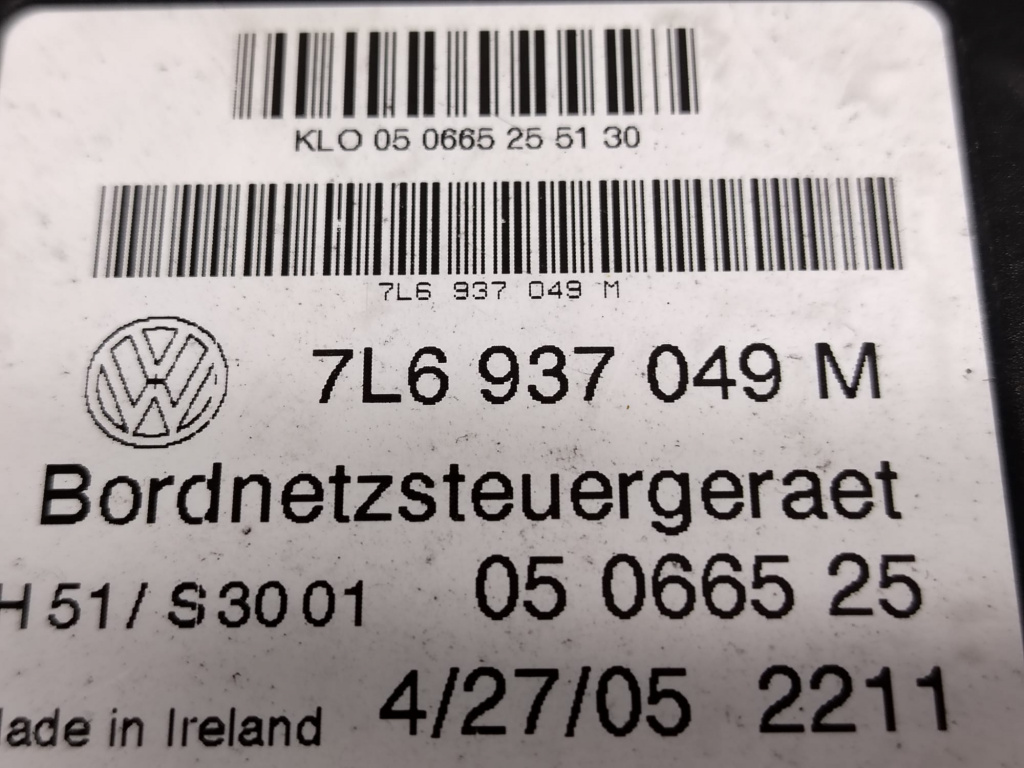 KLO 05 0665 25 51 30
7L6 937 049 M
7L6 937 049 M
Bordnetzsteuergeraet
H 51 / S 30 01 05 0665 25
in Ireland 4/27/05 2211